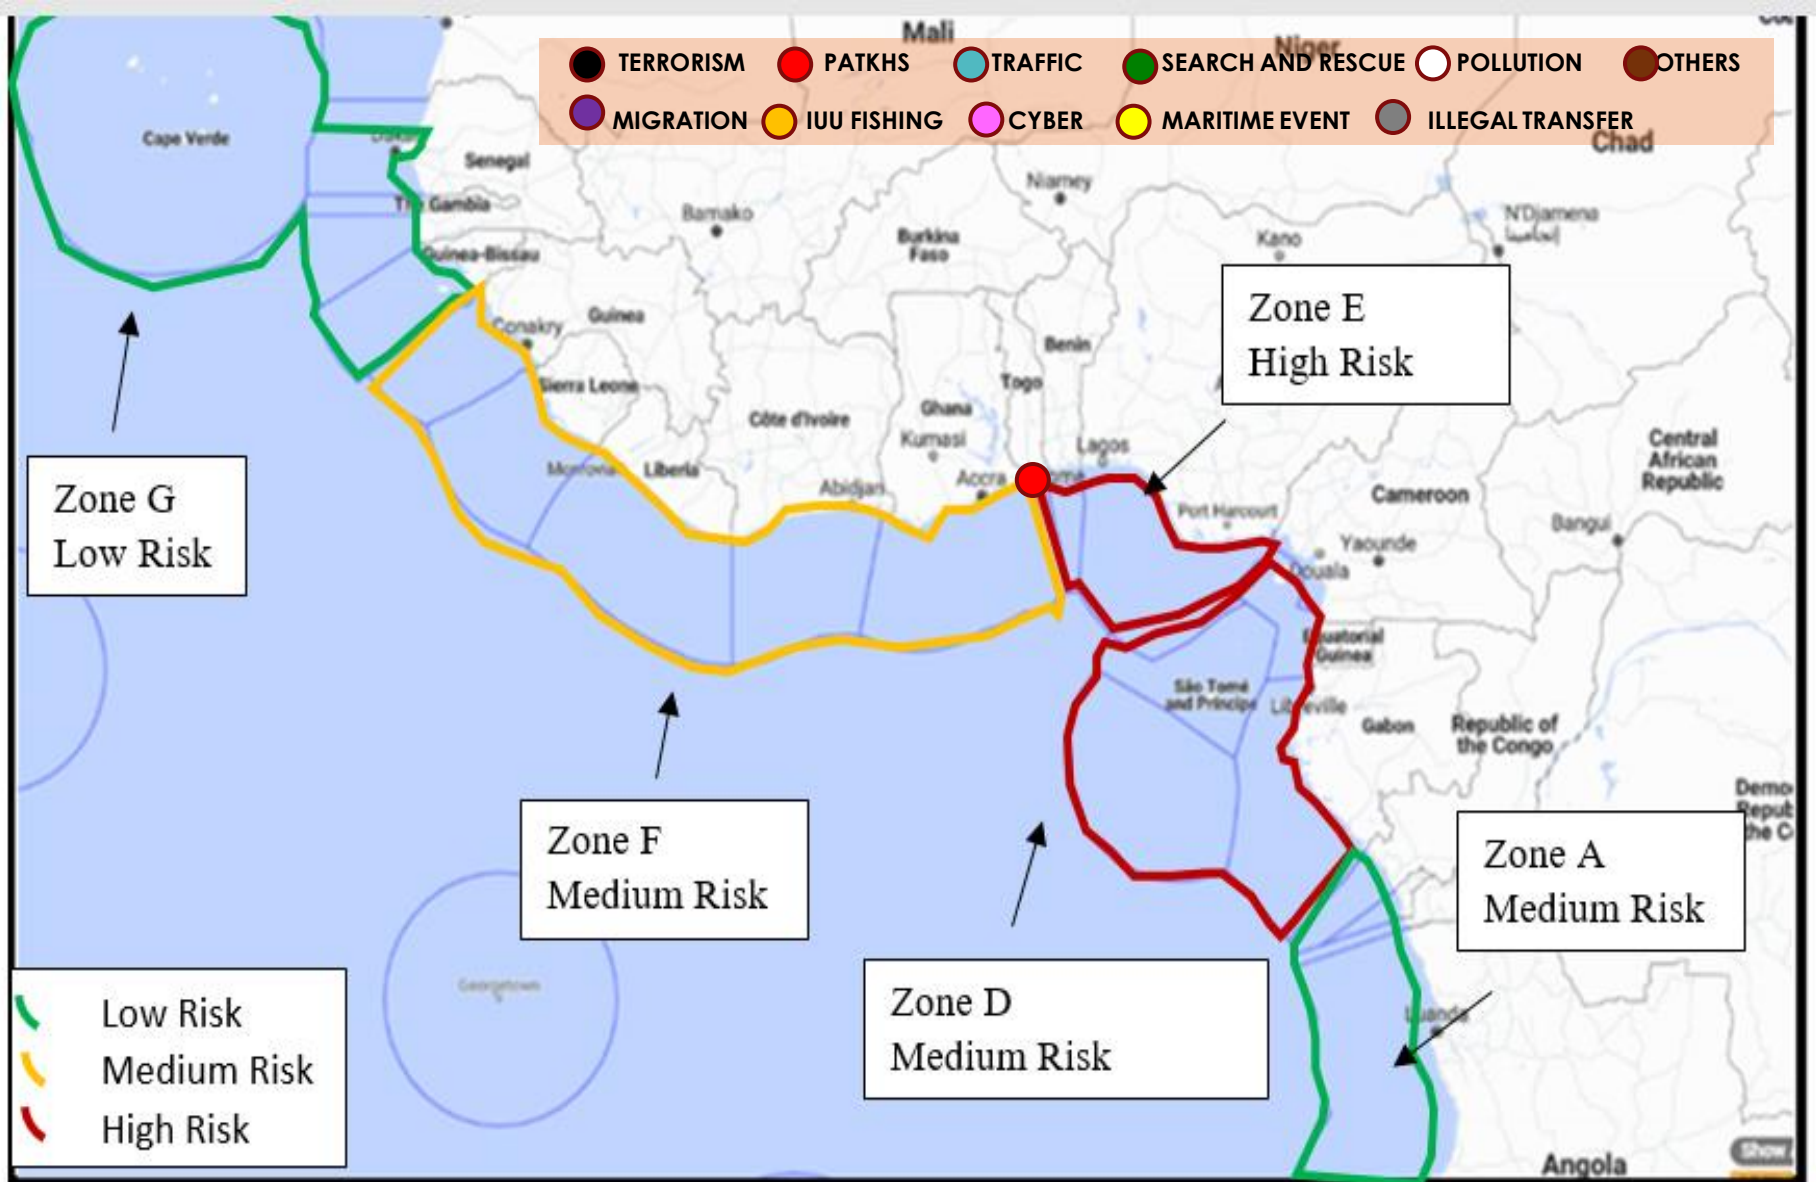 Mali
Niger
TERRORISM
PATKHS
TRAFFIC
SEARCH AND RESCUE
POLLUTION
OTHERS
MIGRATION
IUU FISHING
CYBER
MARITIME EVENT
ILLEGAL TRANSFER
Chad
Cape Verde
Dakar
Senegal
The Gambia
Guinea-Bissau
Bamako
Niamey
N'Djamena
Burkina
Faso
Kano
Zone E
High Risk
Conakry
Guinea
Benin
Sierra Leone
Togo
Côte d'Ivoire
Ghana
Kumasi
Lagos
Monrovia
Liberia
Abidjan
Accra
Port Harcourt
Cameroon
Central
African
Republic
Bangui
Yaounde
Douala
Zone G
Low Risk
Equatorial
Guinea
São Tomé
and Príncipe
Libreville
Gabon
Republic of
the Congo
Demo
Repub
the C
Zone F
Medium Risk
Zone A
Medium Risk
Zone D
Medium Risk
Georgetown
Luanda
Low Risk
Medium Risk
High Risk
Angola
Show